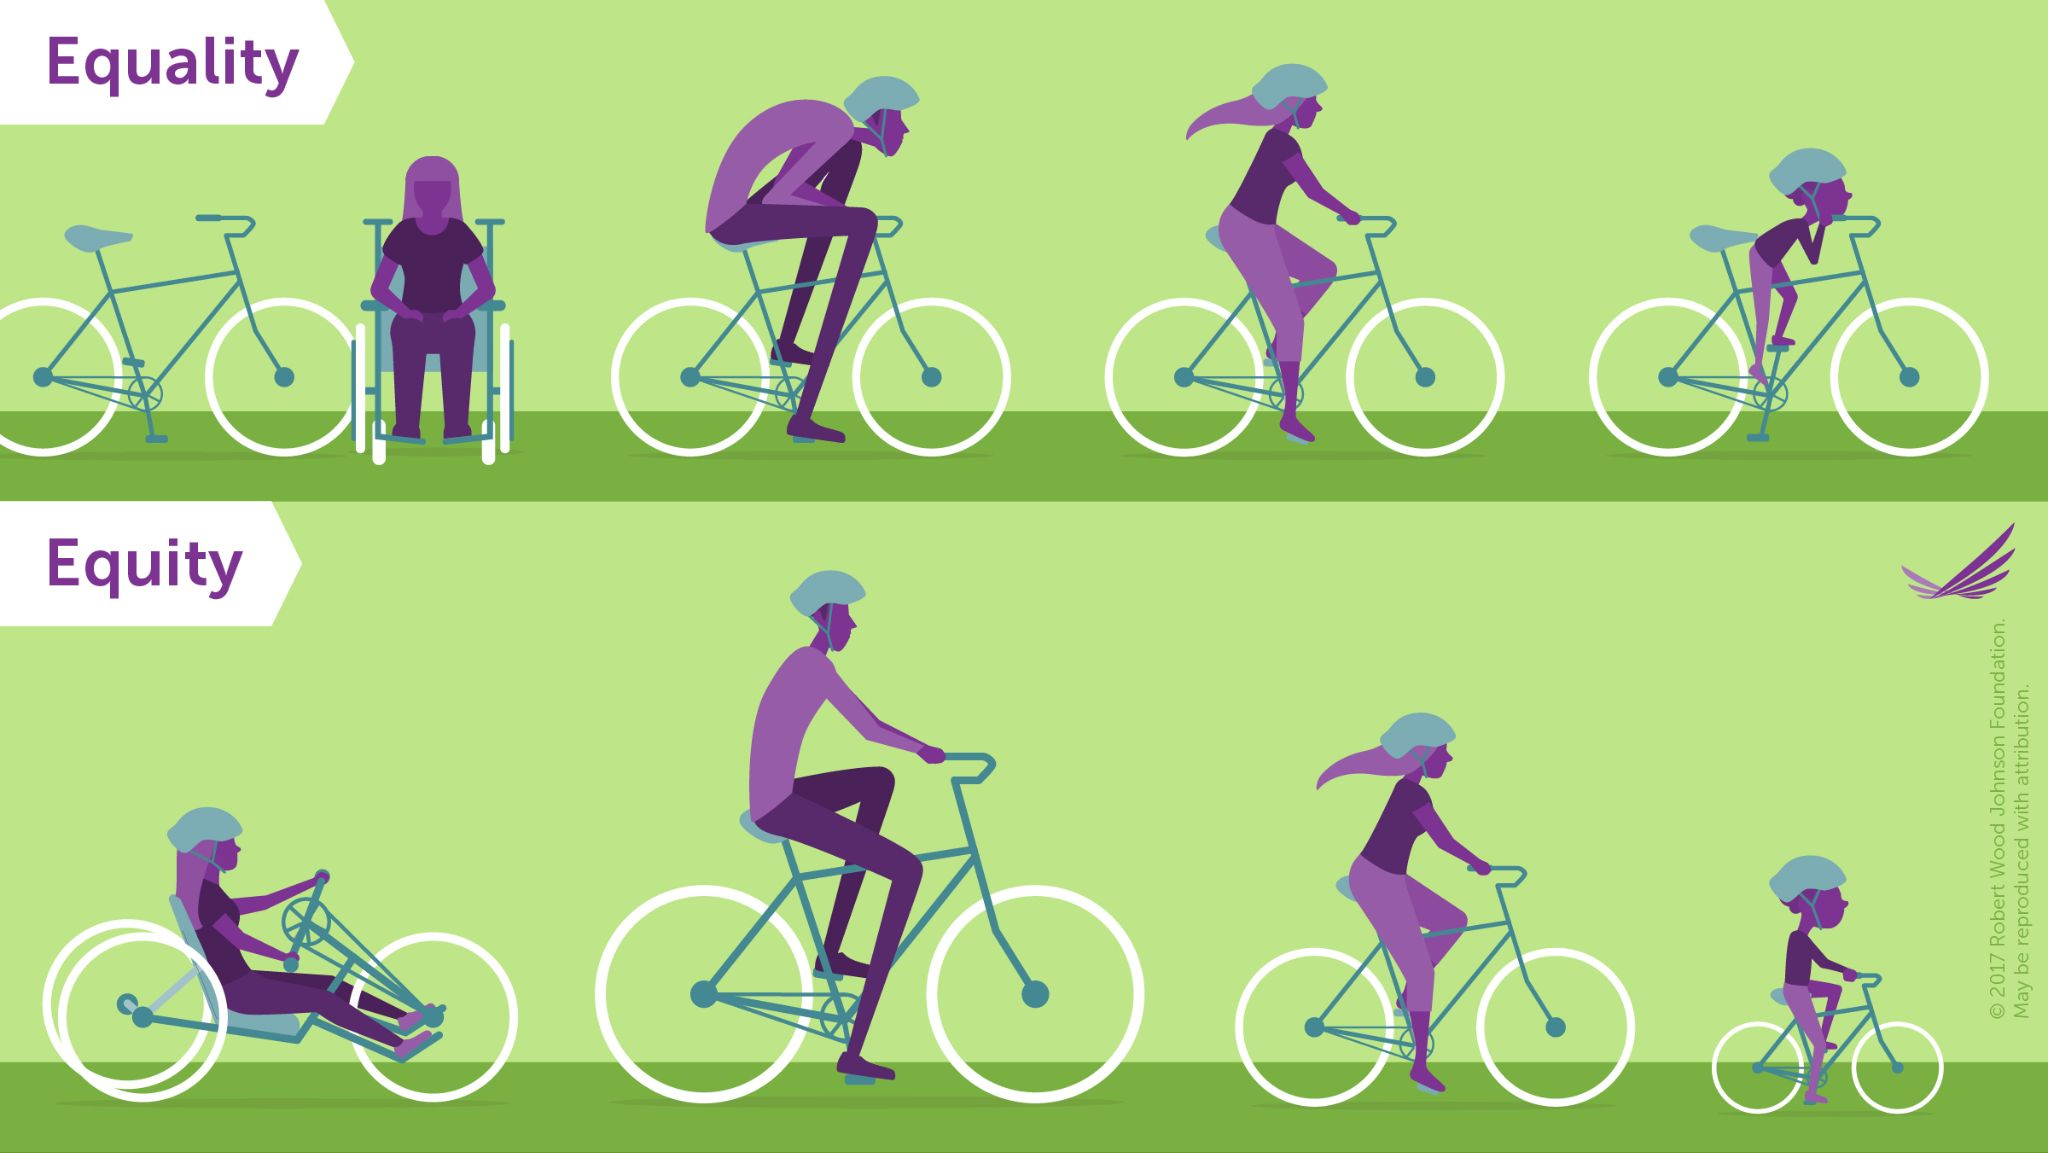 Equality
Equity
© 2017 Robert Wood Johnson Foundation.
May be reproduced with attribution.